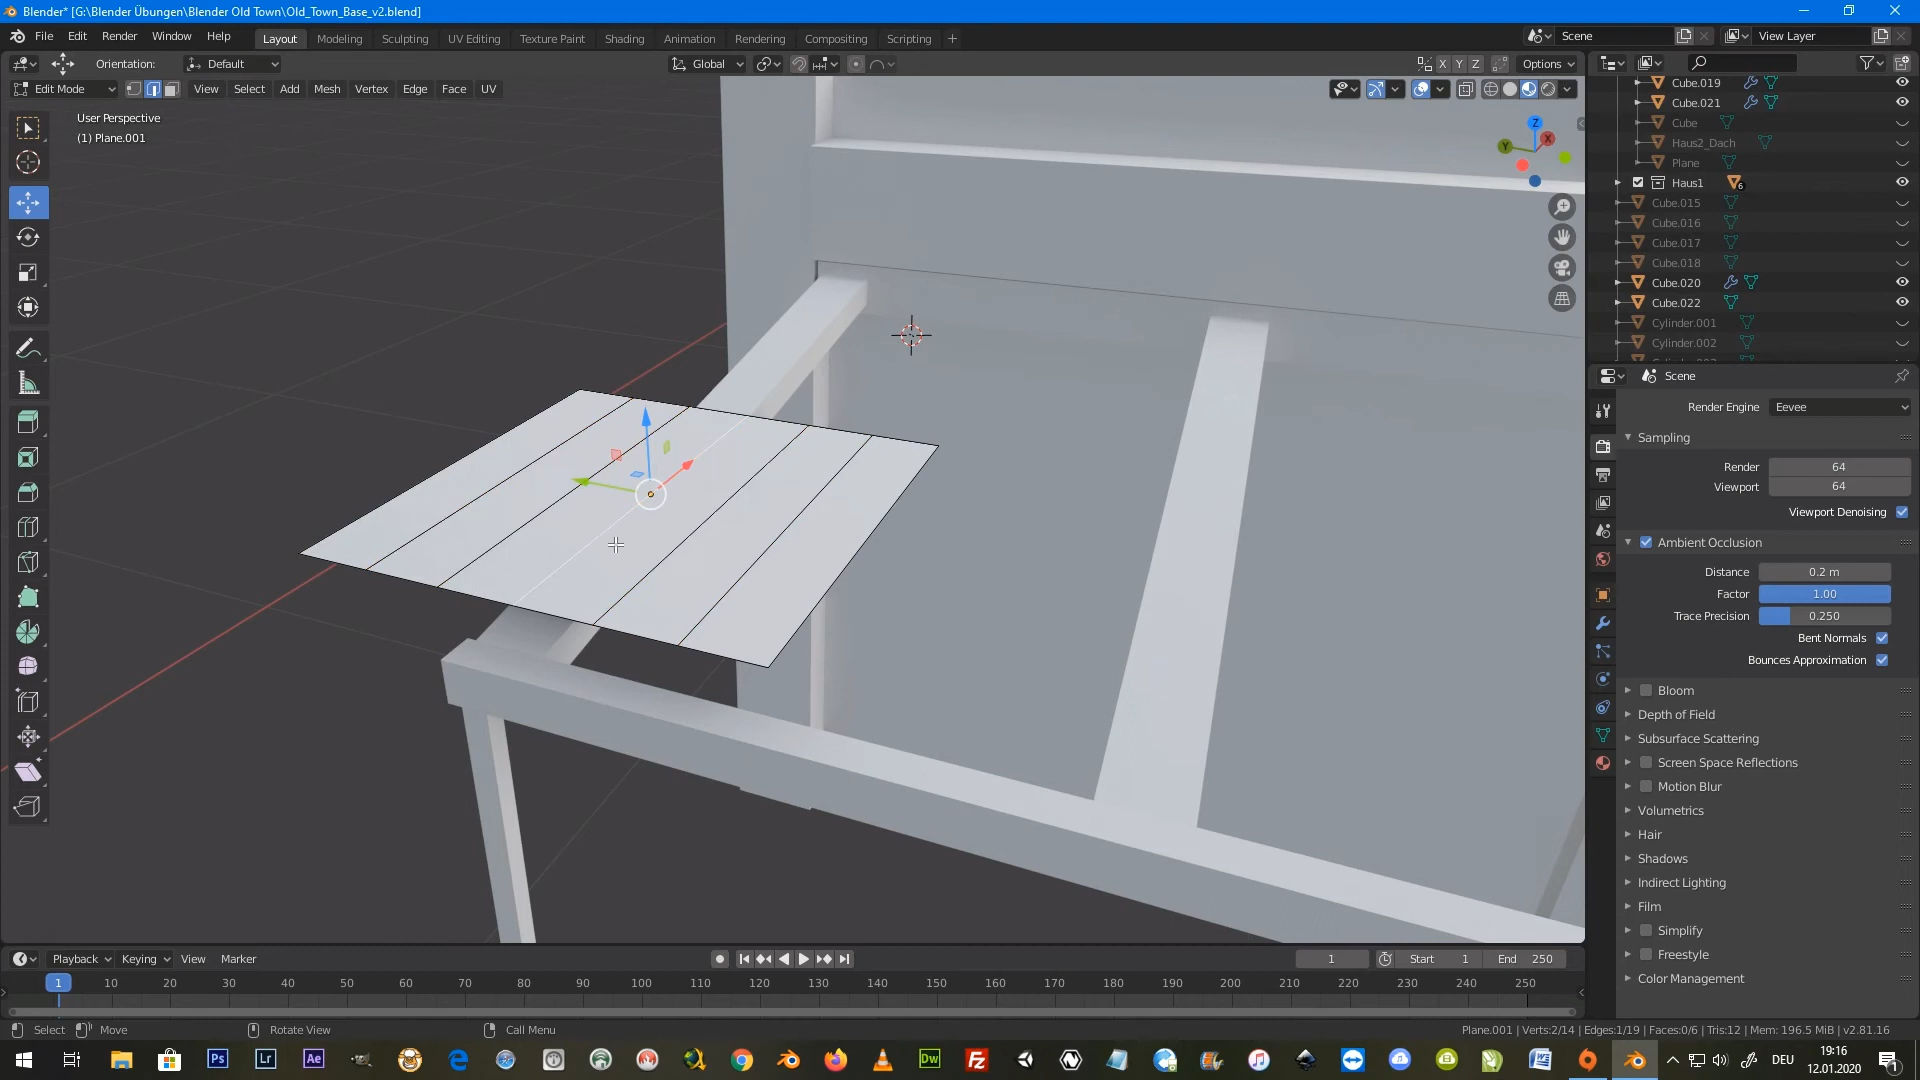 Blender* [G:\Blender Übungen\Blender Old Town\Old_Town_Base_v2.blend]
File Edit Render Window Help Layout Modeling Sculpting UV Editing Texture Paint Shading Animation Rendering Compositing Scripting Scene View Layer
Orientation: Default Global X Y Z Options
Edit Mode View Select Add Mesh Vertex Edge Face UV
User Perspective
(1) Plane.001
Z
X
Y
Cube.019
Cube.021
Cube
Haus2_Dach
Plane
Haus1 6
Cube.015
Cube.016
Cube.017
Cube.018
Cube.020
Cube.022
Cylinder.001
Cylinder.002
Scene
Render Engine Eevee
Sampling
Render 64
Viewport 64
Viewport Denoising
Ambient Occlusion
Distance 0.2 m
Factor 1.00
Trace Precision 0.250
Bent Normals
Bounces Approximation
Bloom
Depth of Field
Subsurface Scattering
Screen Space Reflections
Motion Blur
Volumetrics
Hair
Shadows
Indirect Lighting
Film
Simplify
Freestyle
Color Management
Playback Keying View Marker 1 Start 1 End 250
1 10 20 30 40 50 60 70 80 90 100 110 120 130 140 150 160 170 180 190 200 210 220 230 240 250
Select Move Rotate View Call Menu Plane.001 | Verts:2/14 | Edges:1/19 | Faces:0/6 | Tris:12 | Mem: 196.5 MiB | v2.81.16
Ps Lr Ae Dw Fz DEU 19:16
12.01.2020 1